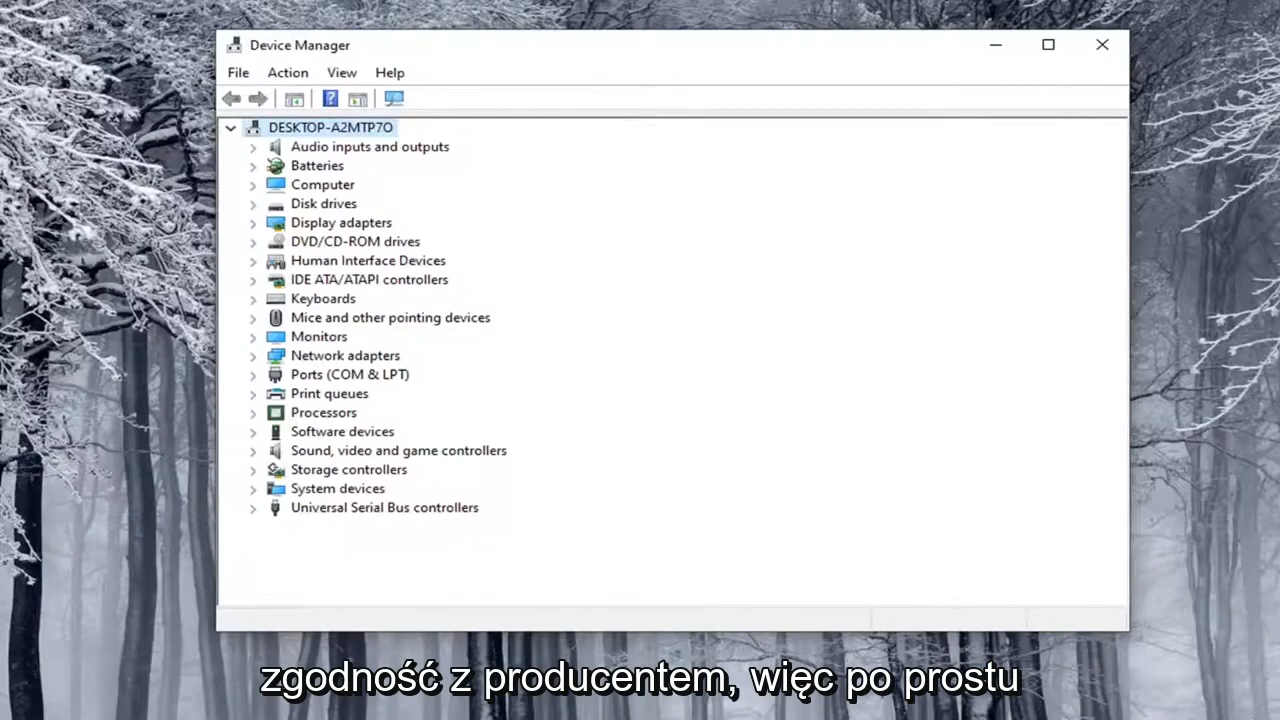 Device Manager
File Action View Help
DESKTOP-A2MTP7O
Audio inputs and outputs
Batteries
Computer
Disk drives
Display adapters
DVD/CD-ROM drives
Human Interface Devices
IDE ATA/ATAPI controllers
Keyboards
Mice and other pointing devices
Monitors
Network adapters
Ports (COM & LPT)
Print queues
Processors
Software devices
Sound, video and game controllers
Storage controllers
System devices
Universal Serial Bus controllers
zgodność z producentem, więc po prostu